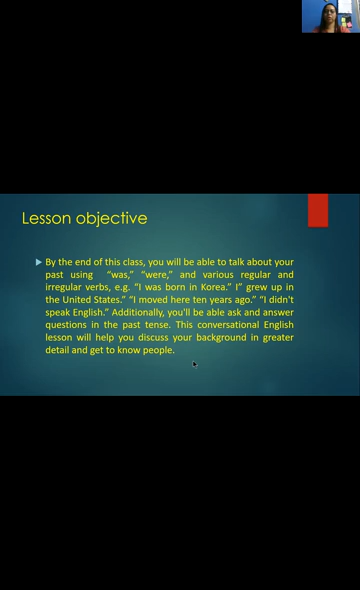 Lesson objective
By the end of this class, you will be able to talk about your
past using "was," "were," and various regular and
irregular verbs, e.g. "I was born in Korea." I" grew up in
the United States." "I moved here ten years ago." "I didn't
speak English." Additionally, you'll be able ask and answer
questions in the past tense. This conversational English
lesson will help you discuss your background in greater
detail and get to know people.